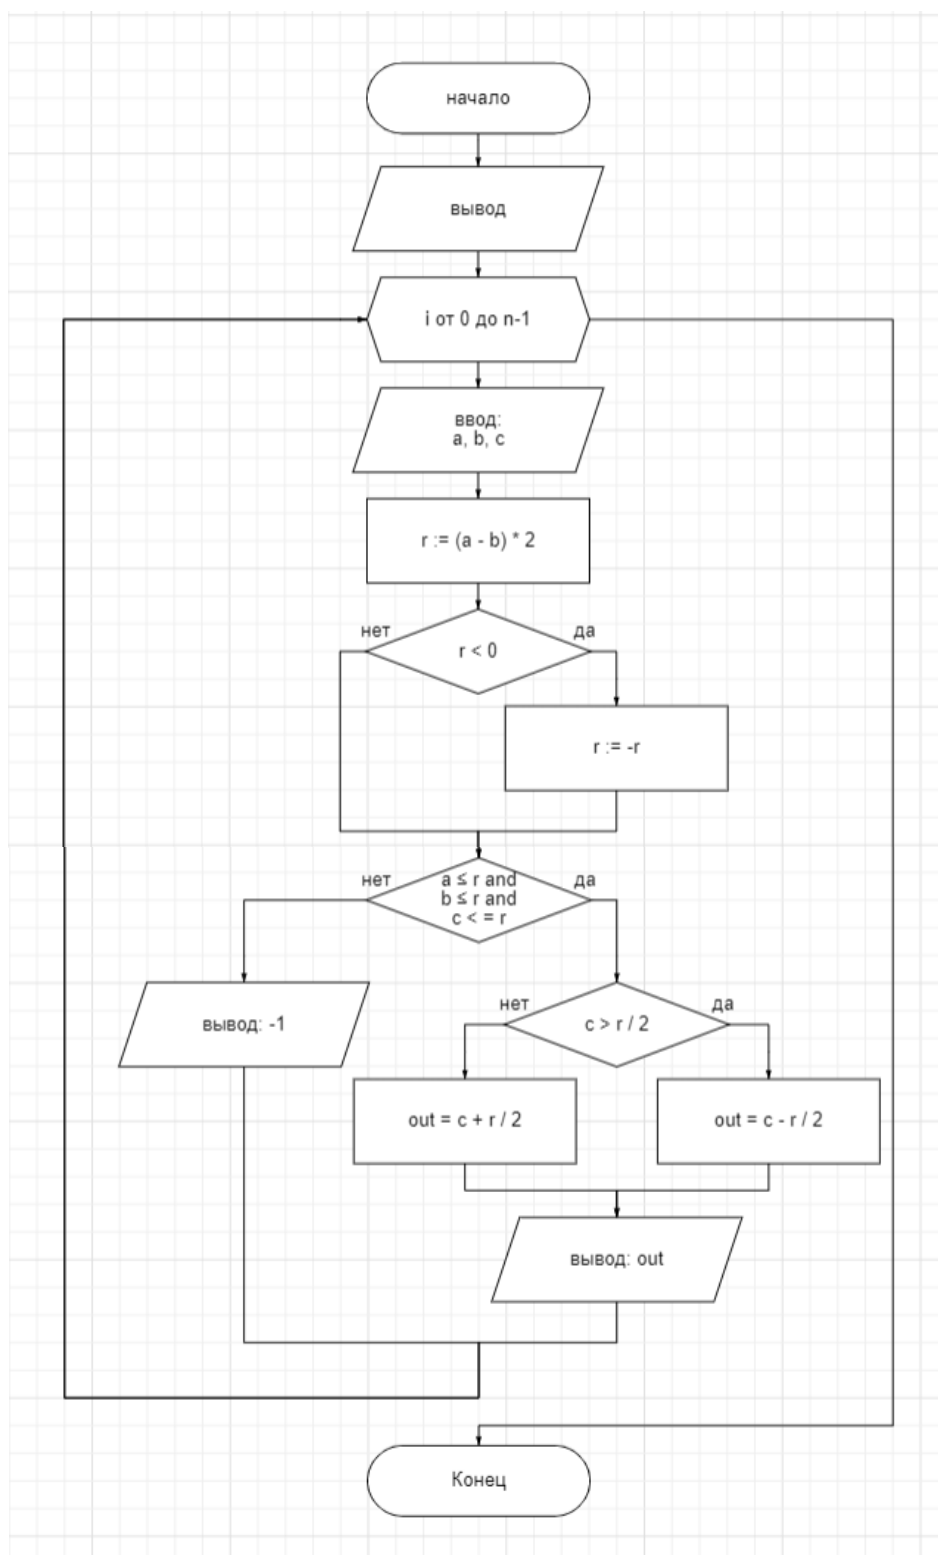 начало
вывод
i от 0 до n-1
ввод:
a, b, c
r := (a - b) * 2
нет
да
r < 0
r := -r
нет
да
a ≤ r and
b ≤ r and
c < = r
вывод: -1
нет
да
c > r / 2
out = c + r / 2
out = c - r / 2
вывод: out
Конец